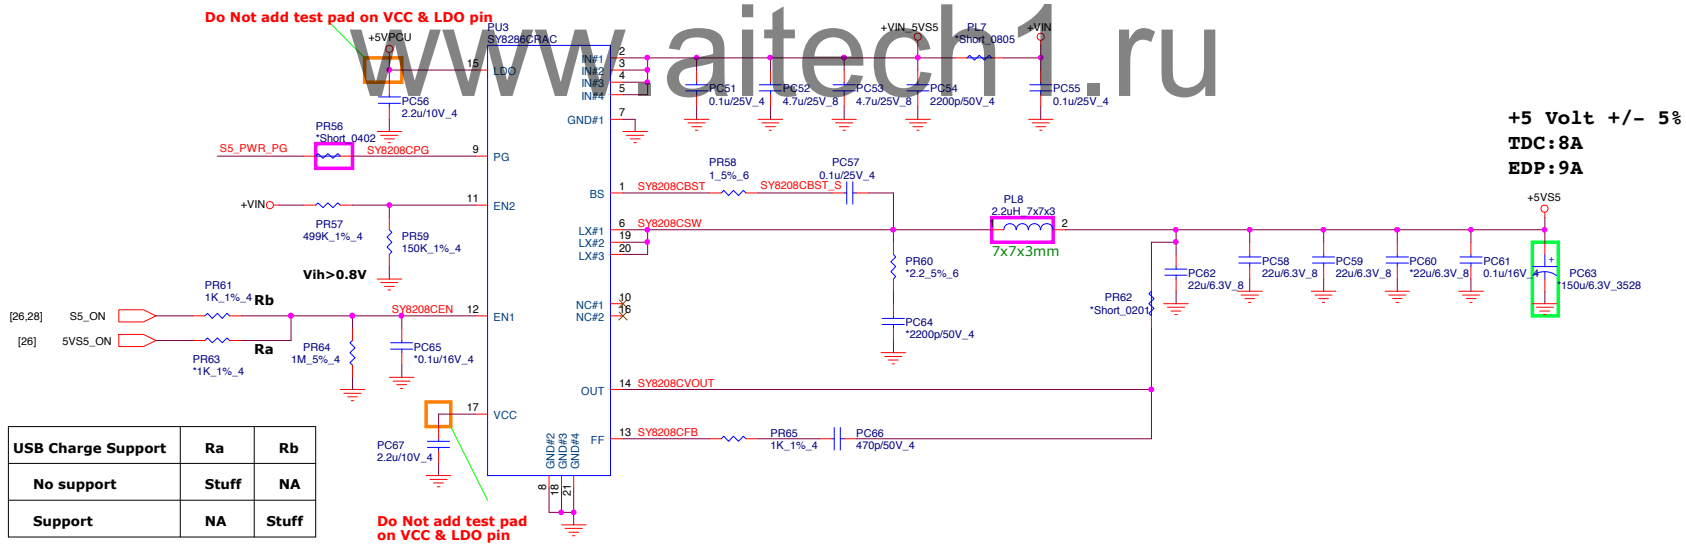 Do Not add test pad on VCC & LDO pin
www.aitech1.ru
+5VPCU
PU3
SY8286CRAC
15
LDO
PC56
2.2u/10V_4
PR56
*Short_0402
S5_PWR_PG
SY8208CPG
9
PG
+VIN
11
EN2
PR57
499K_1%_4
PR59
150K_1%_4
Vih>0.8V
PR61
1K_1%_4
Rb
[26,28]
S5_ON
SY8208CEN
12
EN1
[26]
5VS5_ON
Ra
PR63
*1K_1%_4
PR64
1M_5%_4
PC65
*0.1u/16V_4
17
VCC
PC67
2.2u/10V_4
Do Not add test pad
on VCC & LDO pin
USB Charge Support Ra Rb
No support Stuff NA
Support NA Stuff
IN#1
2
IN#2
3
IN#3
4
IN#4
5
GND#1
7
BS
1
SY8208CBST
LX#1
6
SY8208CSW
LX#2
19
LX#3
20
NC#1
10
NC#2
16
OUT
14
SY8208CVOUT
FF
13
SY8208CFB
GND#2
GND#3
GND#4
8
18
21
PC51
0.1u/25V_4
PC52
4.7u/25V_8
PC53
4.7u/25V_8
+VIN_5VS5
PC54
2200p/50V_4
PL7
*Short_0805
+VIN
PC55
0.1u/25V_4
PR58
1_5%_6
SY8208CBST_S
PC57
0.1u/25V_4
PL8
2.2uH_7x7x3
1
2
7x7x3mm
PR60
*2.2_5%_6
PC64
*2200p/50V_4
PR65
1K_1%_4
PC66
470p/50V_4
PR62
*Short_0201
PC62
22u/6.3V_8
PC58
22u/6.3V_8
PC59
22u/6.3V_8
PC60
*22u/6.3V_8
PC61
0.1u/16V_4
+
PC63
*150u/6.3V_3528
+5VS5
+5 Volt +/- 5%
TDC:8A
EDP:9A